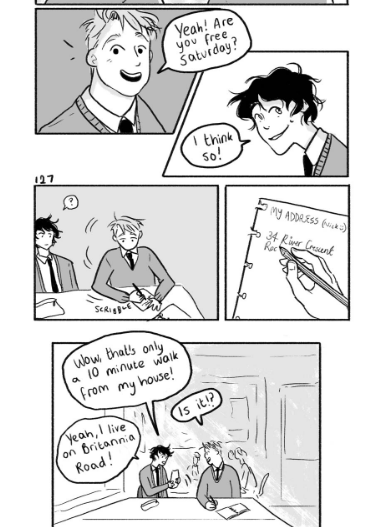 Yeah! Are
you free
Saturday?
I think
so!
127
?
SCRIBBLE
MY ADDRESS
34 River Crescent
Wow, that's only
a 10 minute walk
from my house!
Is it!?
Yeah, I live
on Britannia
Road!